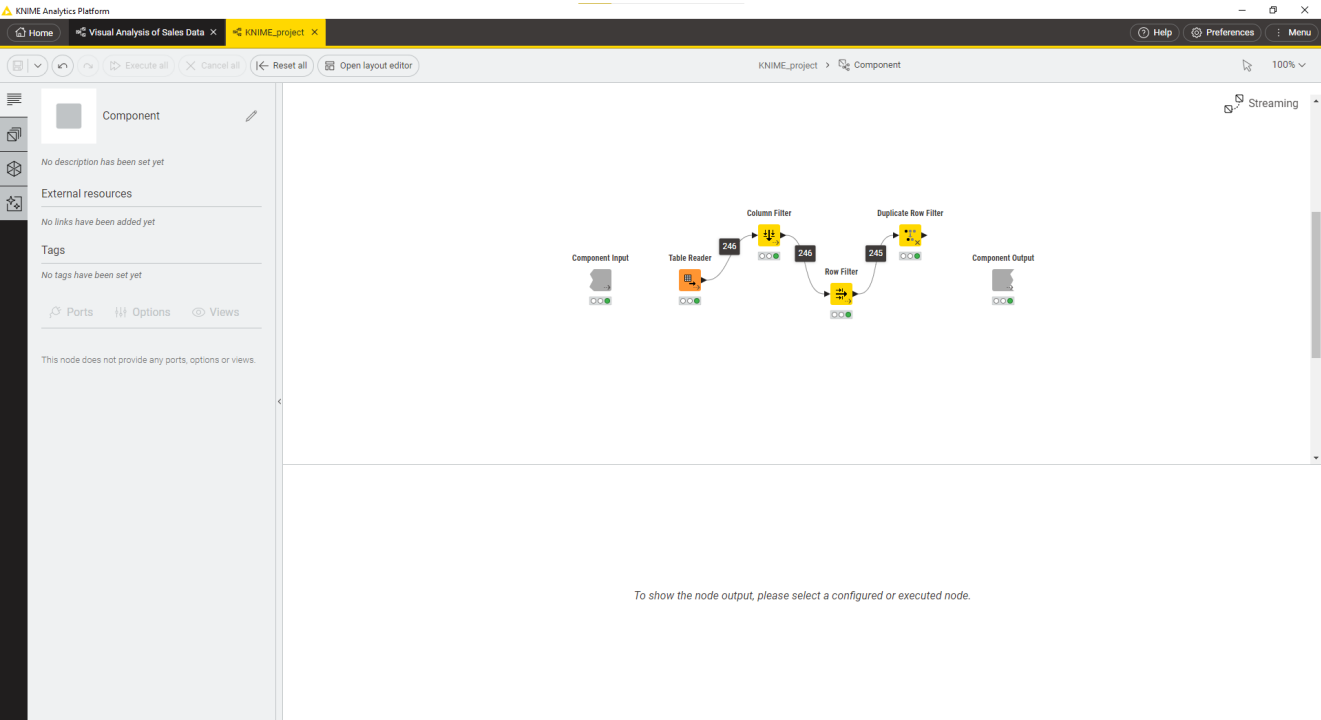 KNIME Analytics Platform
Home
Visual Analysis of Sales Data
KNIME_project
Help
Preferences
Menu
Execute all
Cancel all
Reset all
Open layout editor
KNIME_project > Component
100%
Component
Streaming
No description has been set yet
External resources
No links have been added yet
Tags
No tags have been set yet
Ports
Options
Views
This node does not provide any ports, options or views.
Column Filter
Duplicate Row Filter
246
246
245
Component Input
Table Reader
Row Filter
Component Output
To show the node output, please select a configured or executed node.